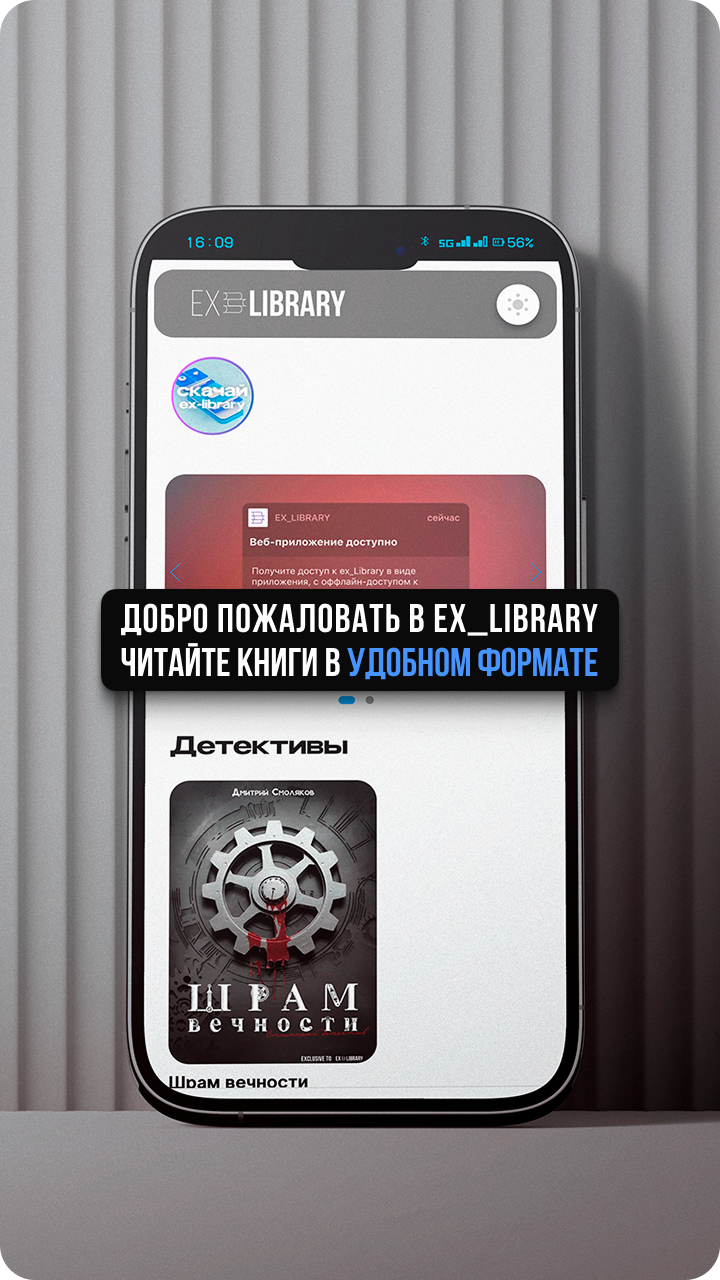 16:09
5G 56%
EX LIBRARY
скачай
ex-library
EX_LIBRARY сейчас
Веб-приложение доступно
Получите доступ к ex_Library в виде
приложения, с оффлайн-доступом к
ДОБРО ПОЖАЛОВАТЬ В EX_LIBRARY
ЧИТАЙТЕ КНИГИ В УДОБНОМ ФОРМАТЕ
Детективы
Дмитрий Смоляков
ШРАМ
вечности
EXCLUSIVE TO EX LIBRARY
Шрам вечности